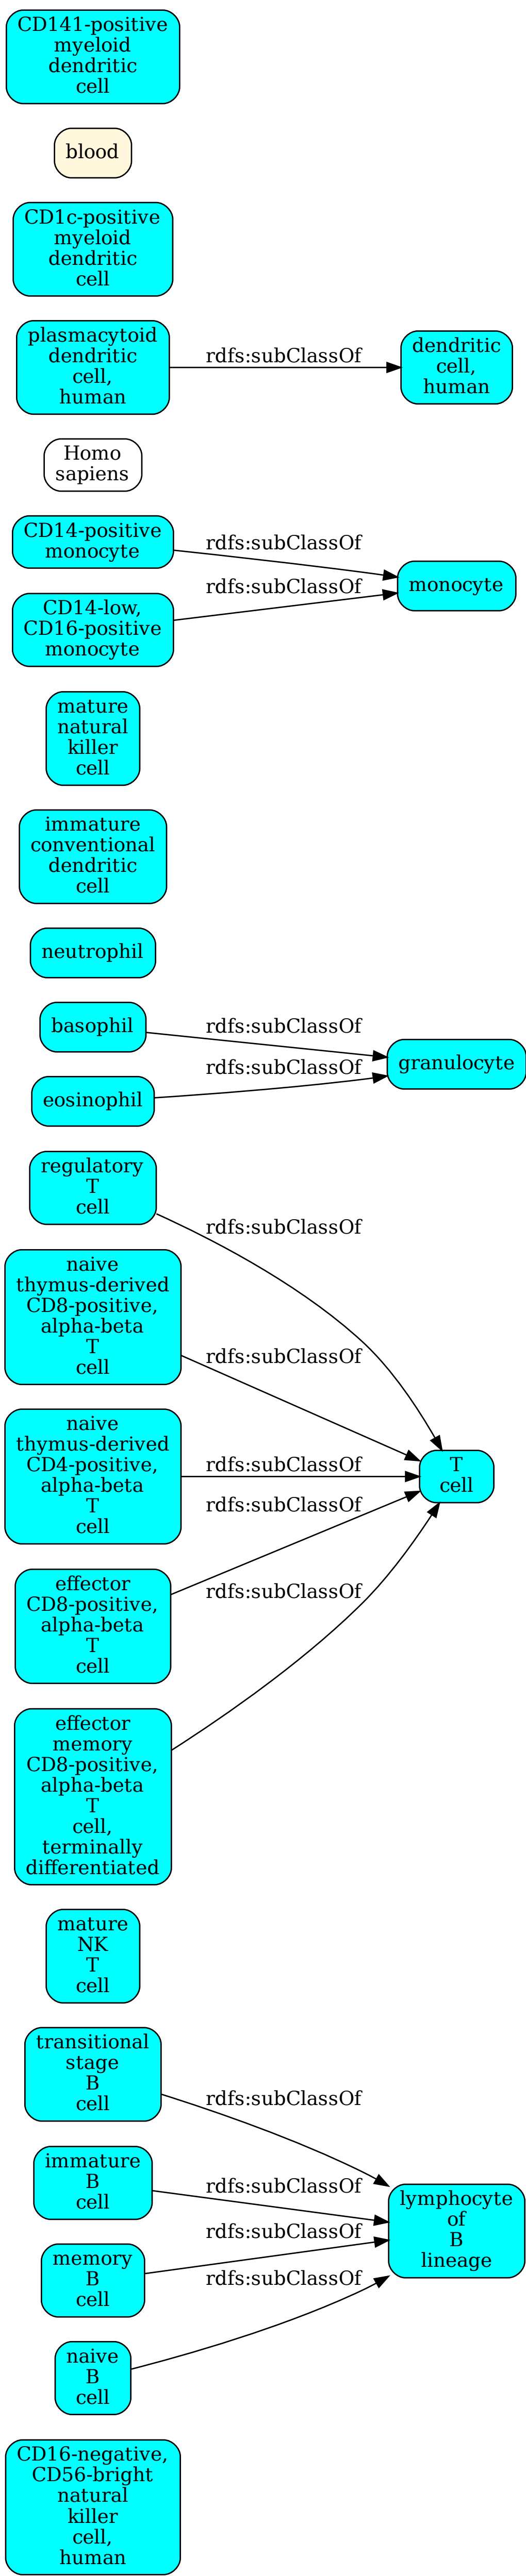 CD141-positive
myeloid
dendritic
cell
blood
CD1c-positive
myeloid
dendritic
cell
plasmacytoid
dendritic
cell,
human
rdfs:subClassOf
dendritic
cell,
human
Homo
sapiens
CD14-positive
monocyte
rdfs:subClassOf
CD14-low,
CD16-positive
monocyte
rdfs:subClassOf
monocyte
mature
natural
killer
cell
immature
conventional
dendritic
cell
neutrophil
basophil
rdfs:subClassOf
eosinophil
rdfs:subClassOf
granulocyte
regulatory
T
cell
rdfs:subClassOf
naive
thymus-derived
CD8-positive,
alpha-beta
T
cell
rdfs:subClassOf
naive
thymus-derived
CD4-positive,
alpha-beta
T
cell
rdfs:subClassOf
T
cell
effector
CD8-positive,
alpha-beta
T
cell
rdfs:subClassOf
effector
memory
CD8-positive,
alpha-beta
T
cell,
terminally
differentiated
rdfs:subClassOf
mature
NK
T
cell
transitional
stage
B
cell
rdfs:subClassOf
immature
B
cell
rdfs:subClassOf
lymphocyte
of
B
lineage
memory
B
cell
rdfs:subClassOf
naive
B
cell
rdfs:subClassOf
CD16-negative,
CD56-bright
natural
killer
cell,
human